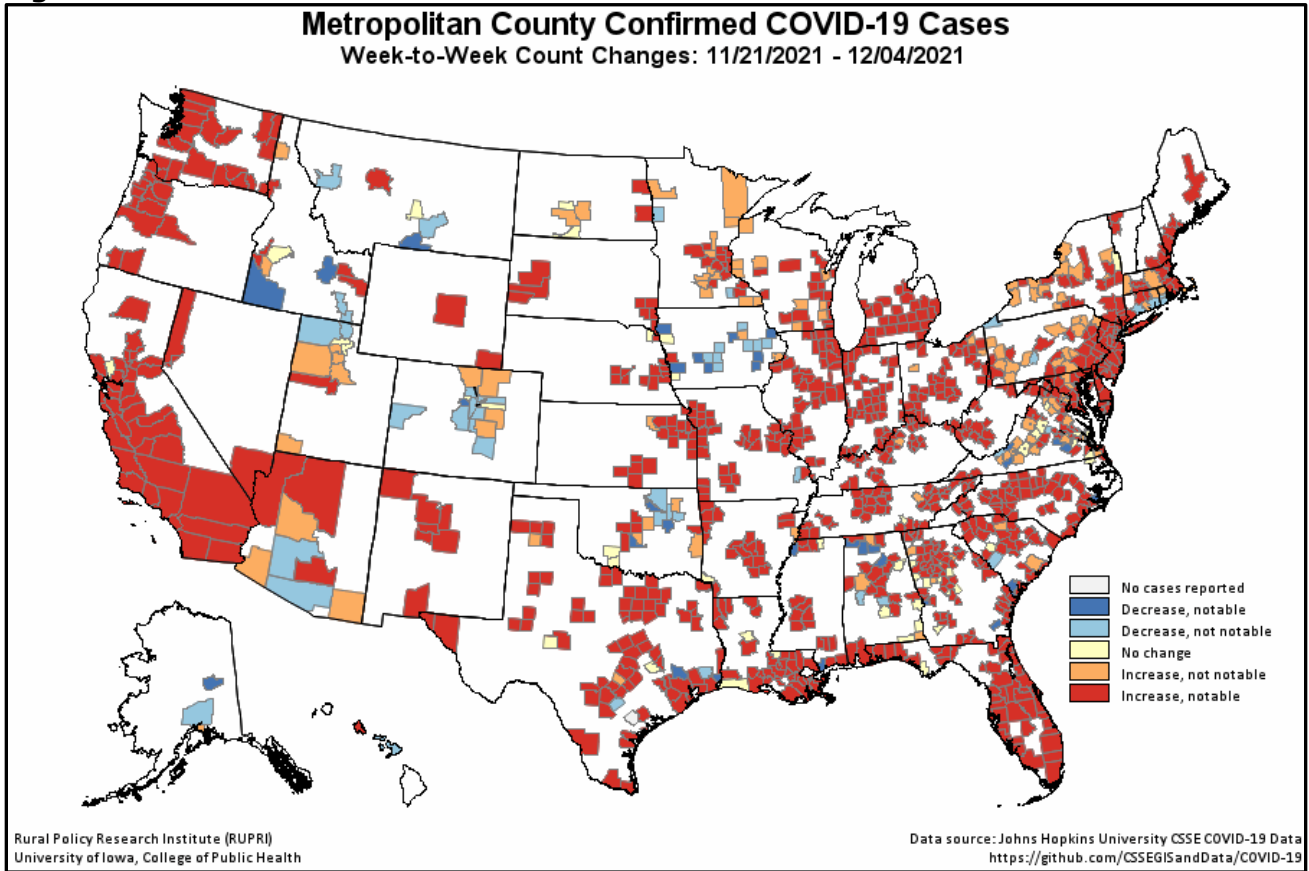 Metropolitan County Confirmed COVID-19 Cases
Week-to-Week Count Changes: 11/21/2021 - 12/04/2021
No cases reported
Decrease, notable
Decrease, not notable
No change
Increase, not notable
Increase, notable
Rural Policy Research Institute (RUPRI)
University of Iowa, College of Public Health
Data source: Johns Hopkins University CSSE COVID-19 Data
https://github.com/CSSEGISandData/COVID-19